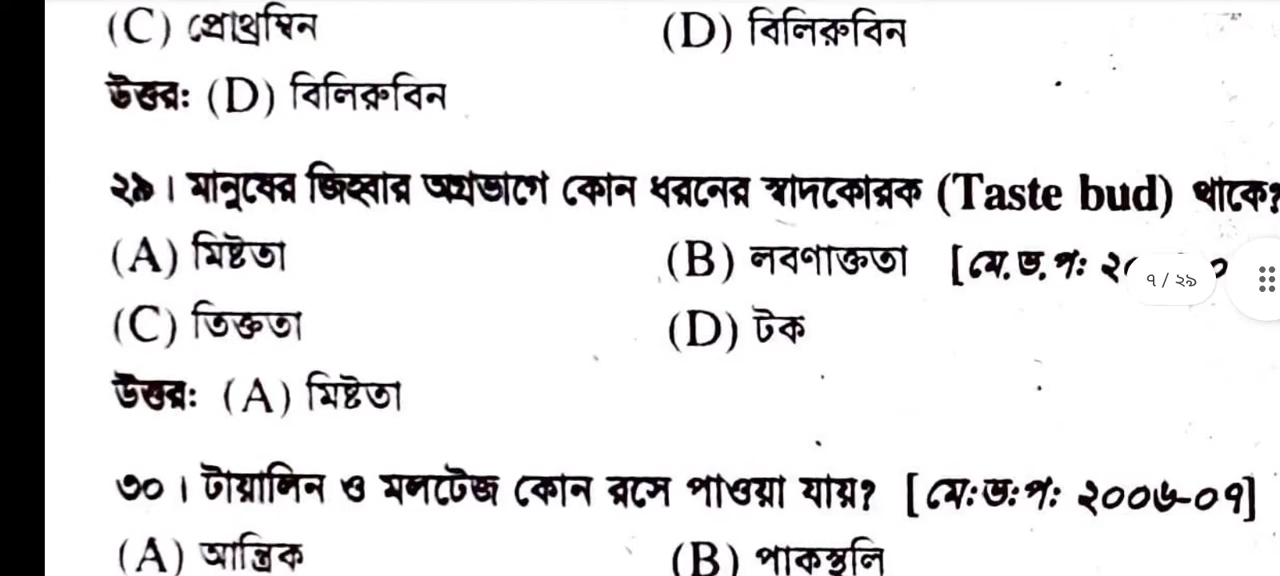 (C) প্রোথ্রম্বিন (D) বিলিরুবিন
উত্তর: (D) বিলিরুবিন
২৯। মানুষের জিহ্বার অগ্রভাগে কোন ধরনের স্বাদকোরক (Taste bud) থাকে?
(A) মিষ্টতা (B) লবণাক্ততা [মে.ভ.প:
৭ / ২৯
(C) তিক্ততা (D) টক
উত্তর: (A) মিষ্টতা
৩০। টায়ালিন ও মলটেজ কোন রসে পাওয়া যায়? [মে:ভ:প: ২০০৬-০৭]
(A) আন্ত্রিক (B) পাকস্থলি